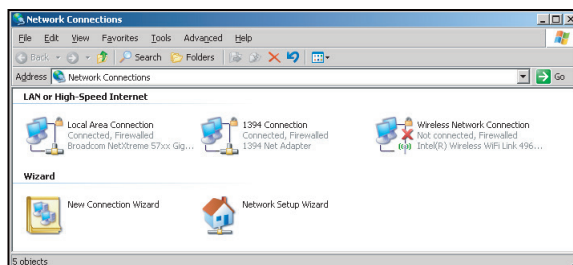 Network Connections
File Edit View Favorites Tools Advanced Help
Back Search Folders
Address Network Connections Go
LAN or High-Speed Internet
Local Area Connection
Connected, Firewalled
Broadcom NetXtreme 57xx Gig...
1394 Connection
Connected, Firewalled
1394 Net Adapter
Wireless Network Connection
Not connected, Firewalled
Intel(R) Wireless WiFi Link 496...
Wizard
New Connection Wizard
Network Setup Wizard
5 objects